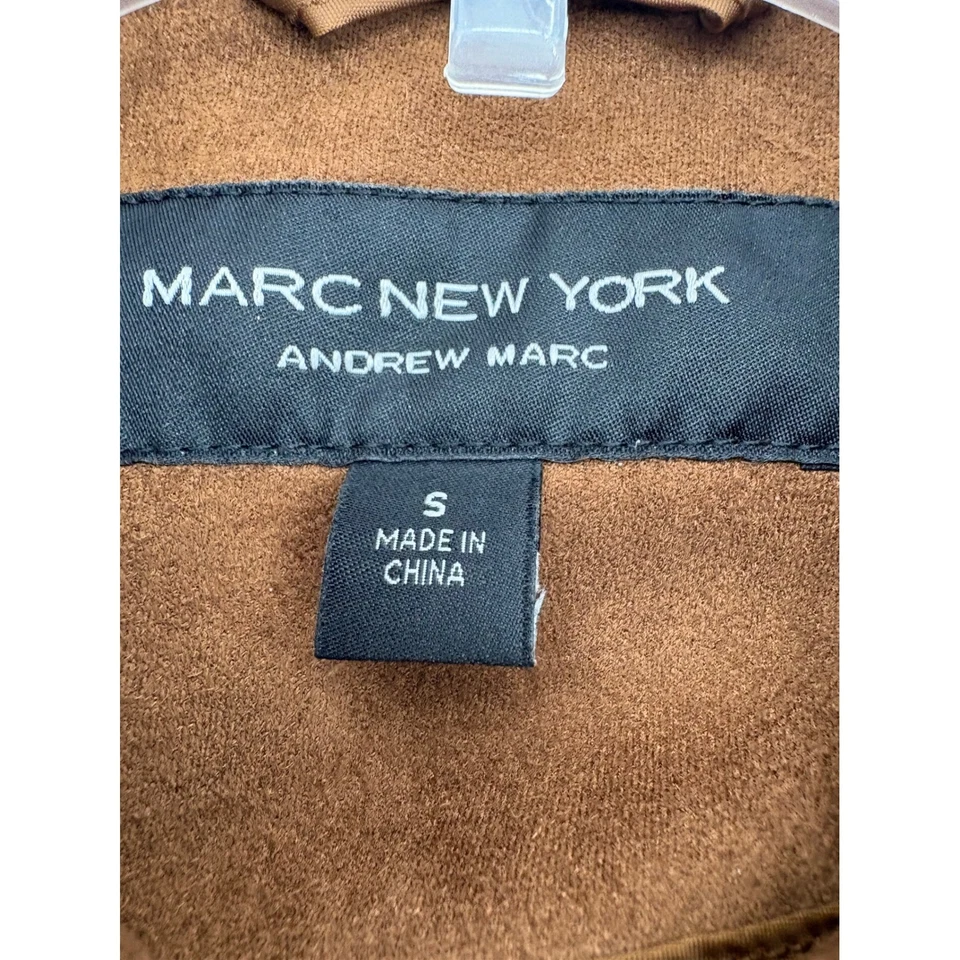 MARC NEW YORK
ANDREW MARC
S
MADE IN
CHINA